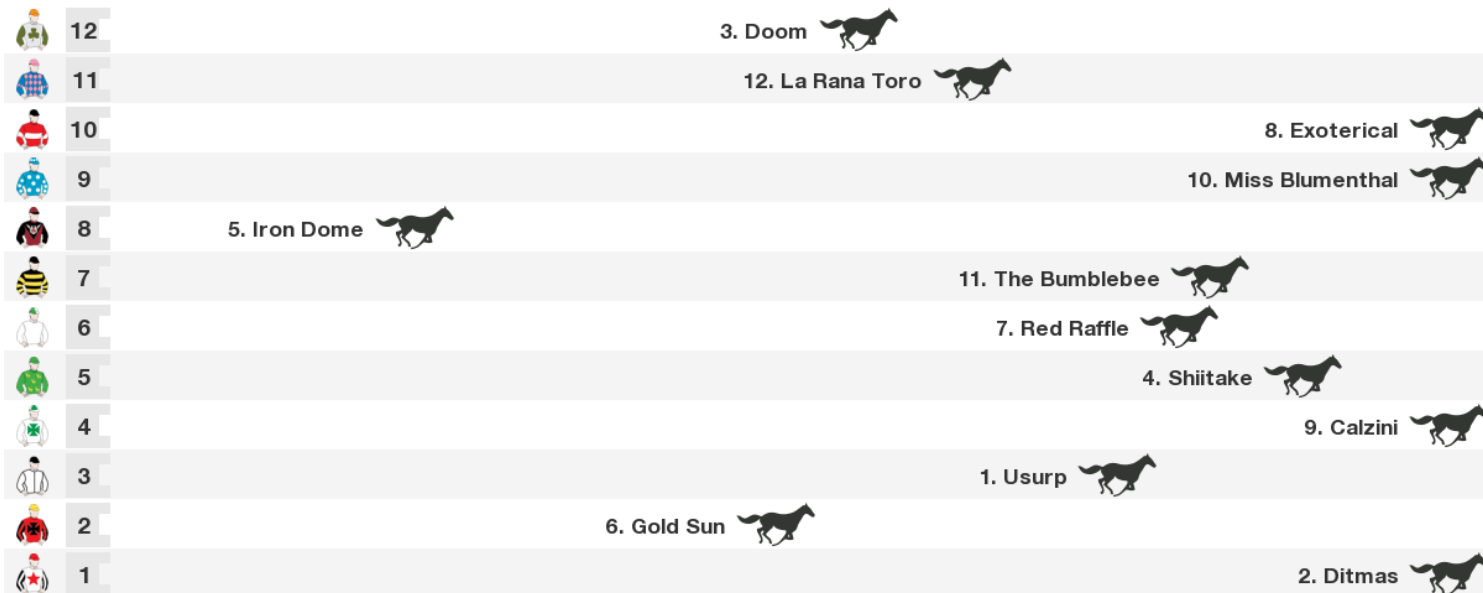 12 3. Doom
11 12. La Rana Toro
10 8. Exoterical
9 10. Miss Blumenthal
8 5. Iron Dome
7 11. The Bumblebee
6 7. Red Raffle
5 4. Shiitake
4 9. Calzini
3 1. Usurp
2 6. Gold Sun
1 2. Ditmas